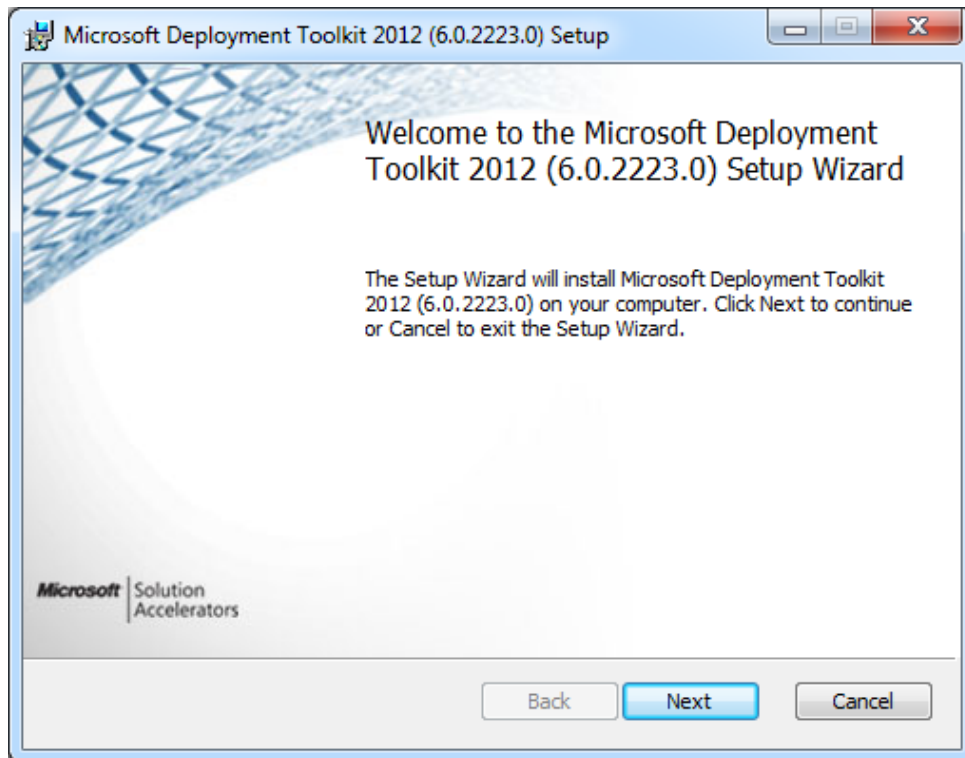 Microsoft Deployment Toolkit 2012 (6.0.2223.0) Setup
Welcome to the Microsoft Deployment
Toolkit 2012 (6.0.2223.0) Setup Wizard
The Setup Wizard will install Microsoft Deployment Toolkit
2012 (6.0.2223.0) on your computer. Click Next to continue
or Cancel to exit the Setup Wizard.
Microsoft Solution
Accelerators
Back Next Cancel